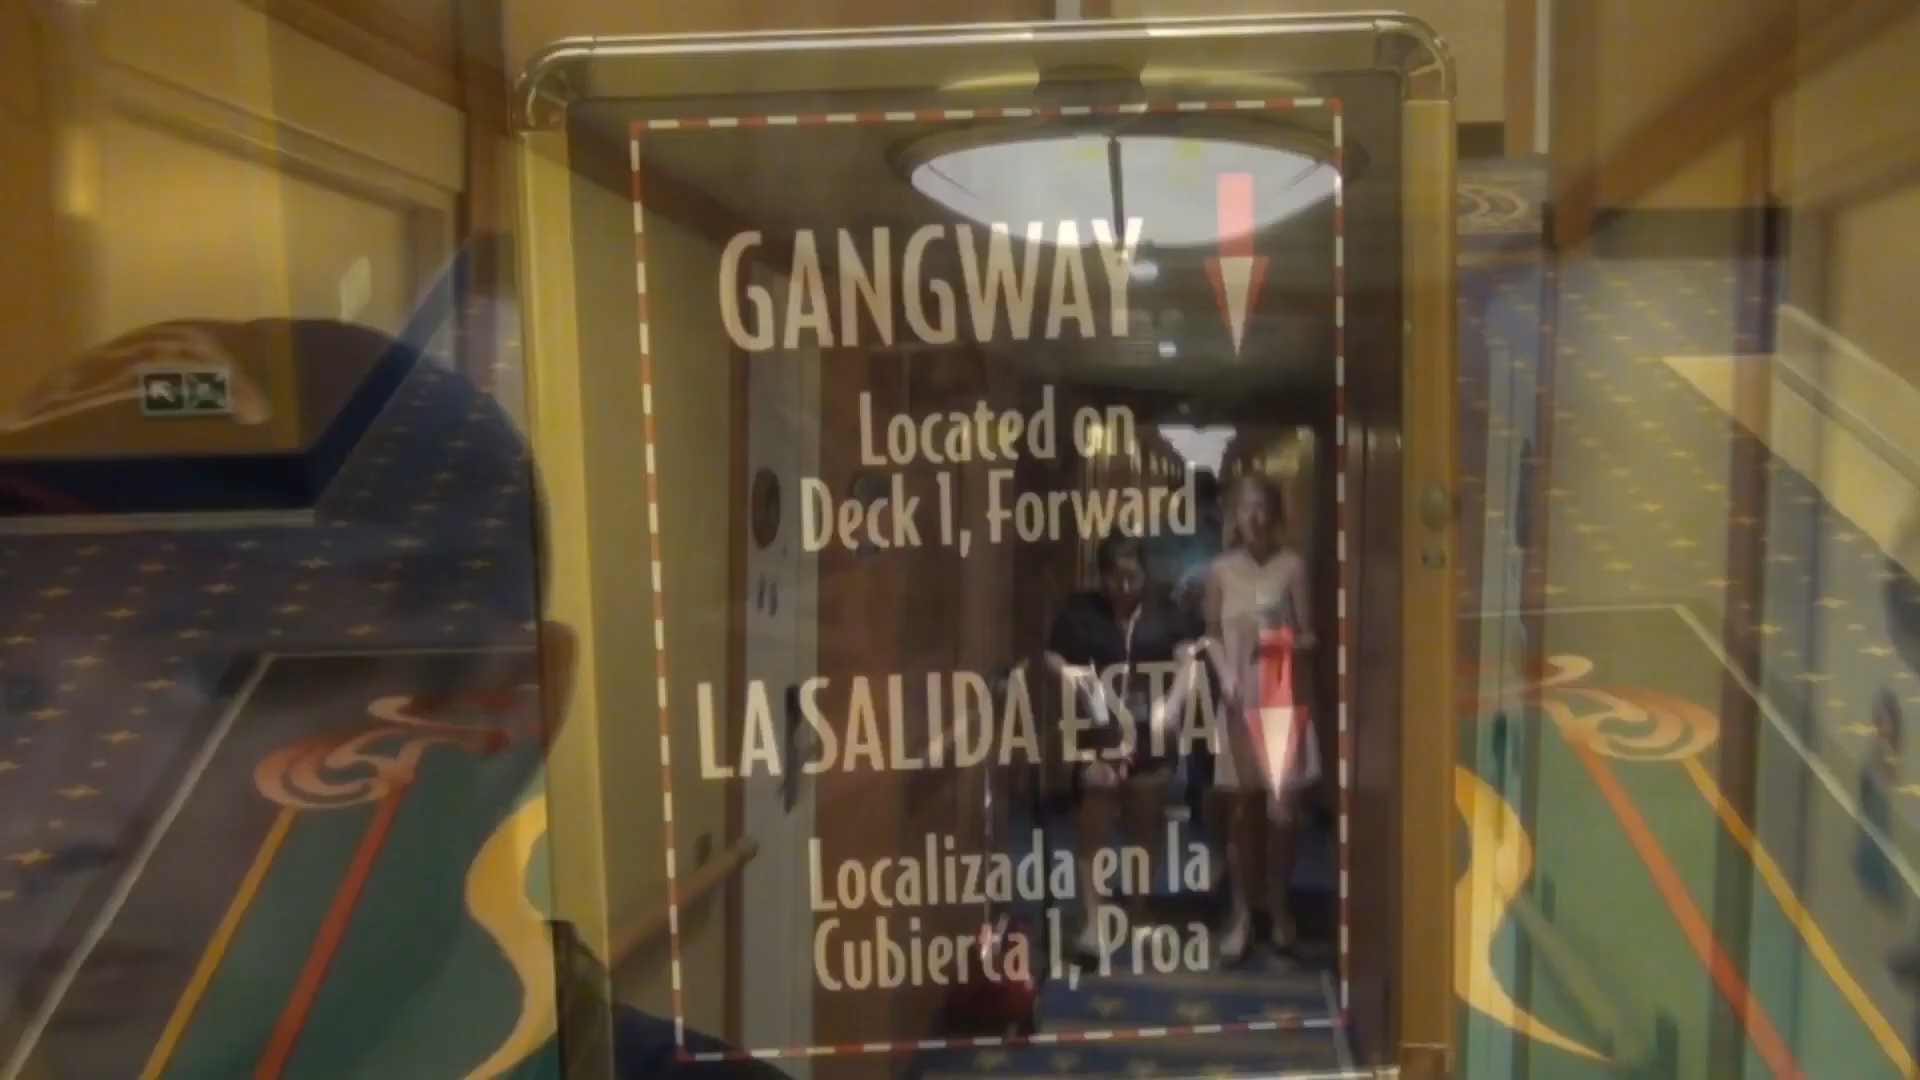 GANGWAY
Located on
Deck 1, Forward
LA SALIDA ESTA
Localizada en la
Cubierta 1, Proa